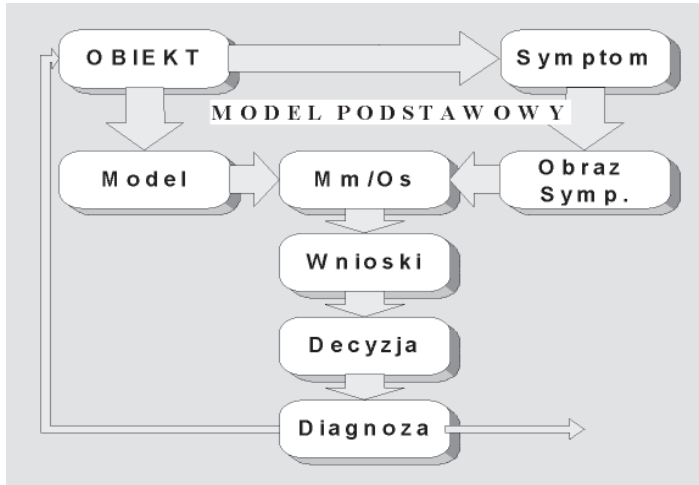 OBIEKT
Symptom
MODEL PODSTAWOWY
Model
Mm/Os
Obraz
Symp.
Wnioski
Decyzja
Diagnoza